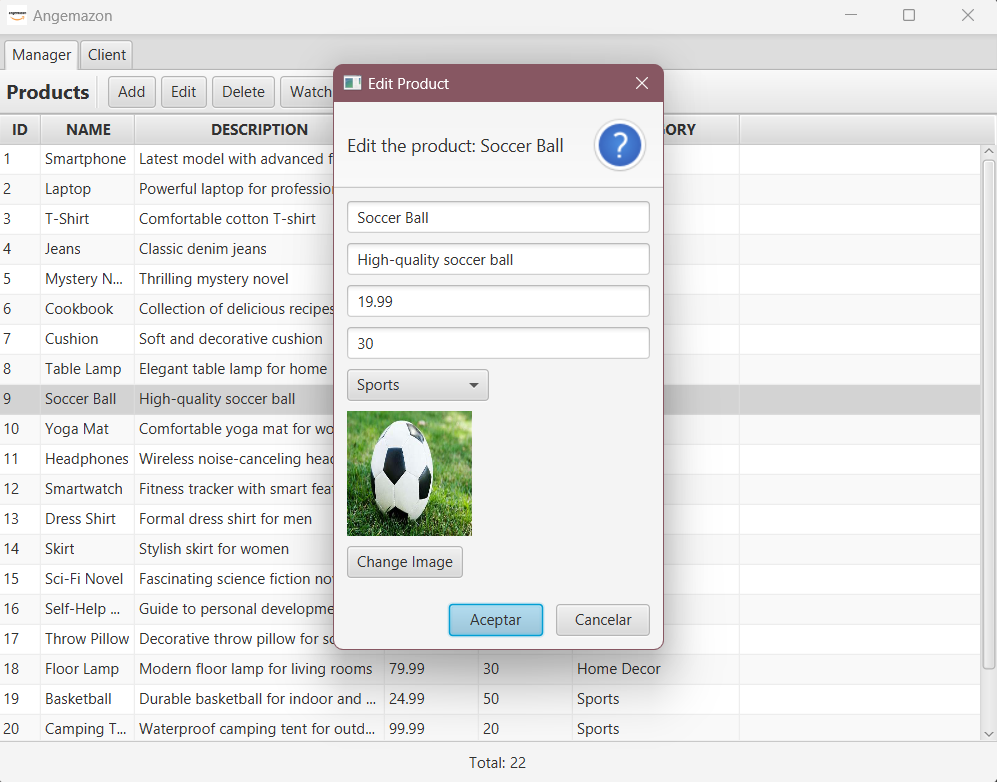 Angemazon
Manager Client
Products Add Edit Delete Watch
ID NAME DESCRIPTION ORY
1 Smartphone Latest model with advanced f
2 Laptop Powerful laptop for professio
3 T-Shirt Comfortable cotton T-shirt
4 Jeans Classic denim jeans
5 Mystery N... Thrilling mystery novel
6 Cookbook Collection of delicious recipes
7 Cushion Soft and decorative cushion
8 Table Lamp Elegant table lamp for home
9 Soccer Ball High-quality soccer ball
10 Yoga Mat Comfortable yoga mat for wo
11 Headphones Wireless noise-canceling head
12 Smartwatch Fitness tracker with smart feat
13 Dress Shirt Formal dress shirt for men
14 Skirt Stylish skirt for women
15 Sci-Fi Novel Fascinating science fiction no
16 Self-Help ... Guide to personal developme
17 Throw Pillow Decorative throw pillow for so
18 Floor Lamp Modern floor lamp for living rooms 79.99 30 Home Decor
19 Basketball Durable basketball for indoor and ... 24.99 50 Sports
20 Camping T... Waterproof camping tent for outd... 99.99 20 Sports
Total: 22
Edit Product
Edit the product: Soccer Ball
?
Soccer Ball
High-quality soccer ball
19.99
30
Sports
Change Image
Aceptar Cancelar